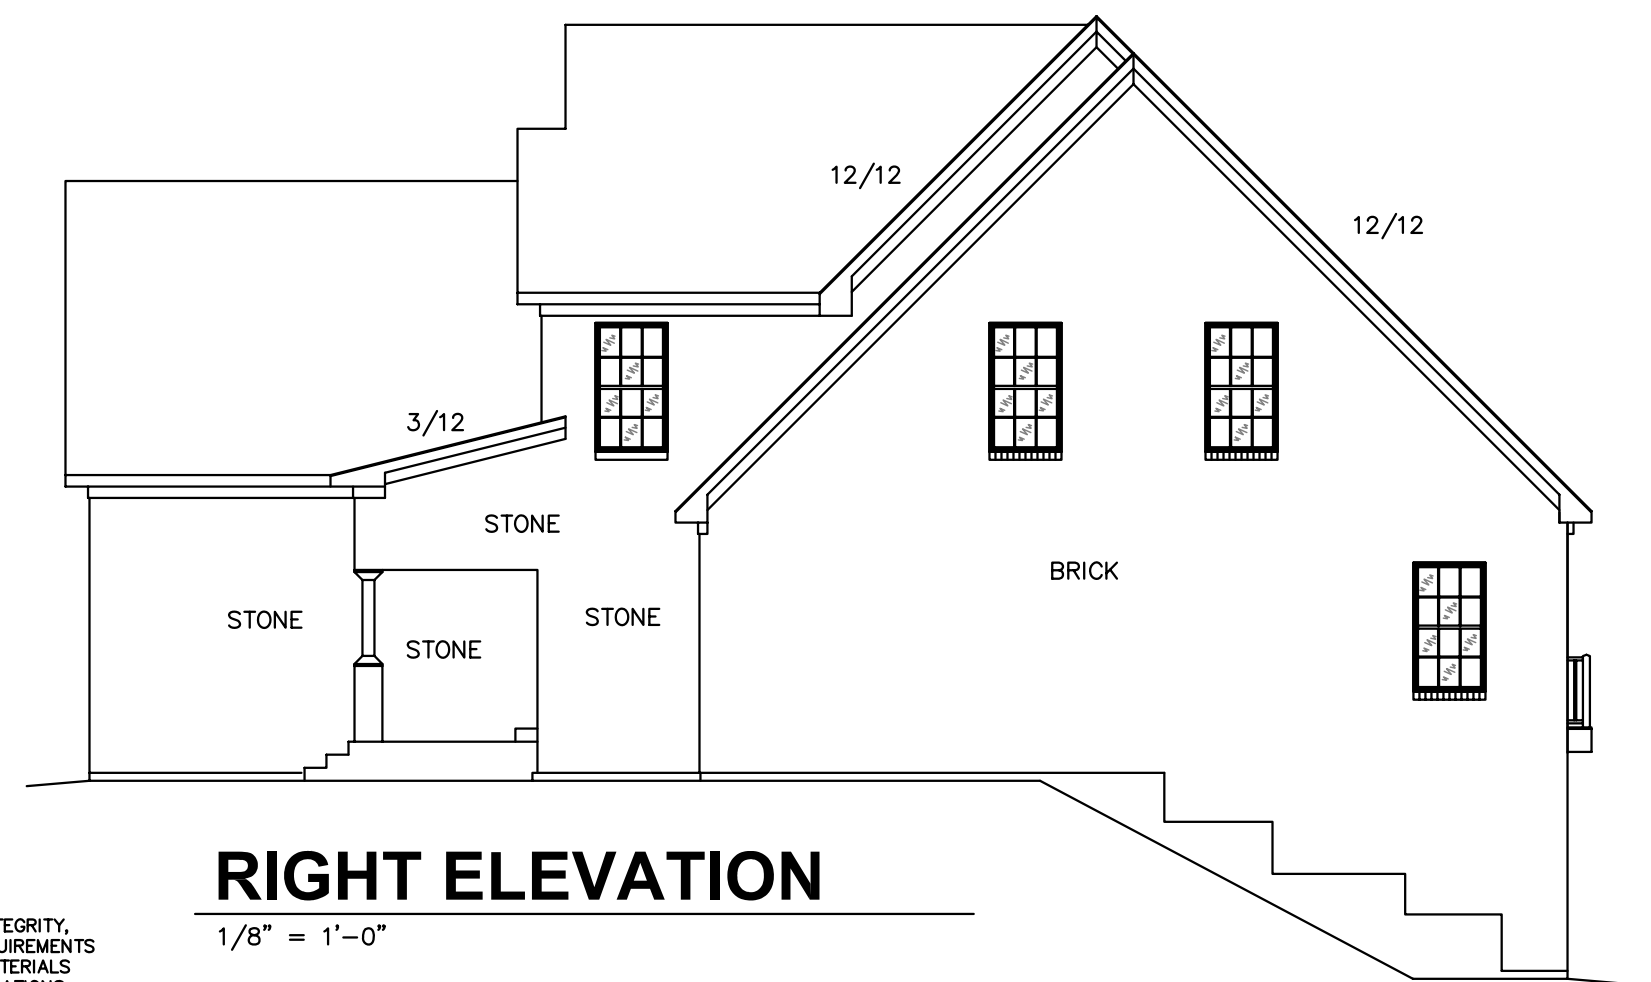 12/12
12/12
3/12
STONE
BRICK
STONE
STONE
STONE
RIGHT ELEVATION
1/8" = 1'-0"
TEGRITY,
UIREMENTS
TERIALS